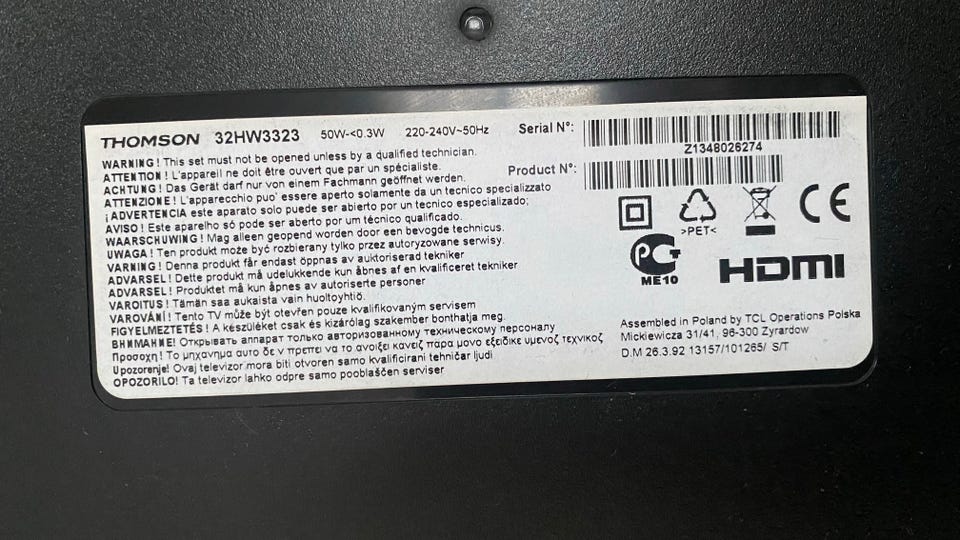 THOMSON 32HW3323 50W-<0.3W 220-240V~50Hz Serial N°:
Z1348026274
Product N°:
WARNING ! This set must not be opened unless by a qualified technician.
ATTENTION ! L'appareil ne doit être ouvert que par un spécialiste.
ACHTUNG ! Das Gerät darf nur von einem Fachmann geöffnet werden.
ATTENZIONE ! L'apparecchio puo' essere aperto solamente da un tecnico specializzato
¡ADVERTENCIA este aparato solo puede ser abierto por un tecnico especializado;
AVISO ! Este aparelho só pode ser aberto por um técnico qualificado.
WAARSCHUWING ! Mag alleen geopend worden door een bevogde technicus.
UWAGA ! Ten produkt może być rozbierany tylko przez autoryzowane serwisy.
VARNING ! Denna produkt får endast öppnas av auktoriserad tekniker
ADVARSEL ! Dette produkt må udelukkende kun åbnes af en kvalificeret tekniker
ADVARSEL ! Produktet må kun åpnes av autoriserte personer
VAROITUS ! Tämän saa aukaista vain huoltoyhtiö.
VAROVÁNÍ ! Tento TV může být otevřen pouze kvalifikovaným servisem
FIGYELMEZTETÉS ! A készüléket csak és kizárólag szakember bonthatja meg.
ВНИМАНИЕ ! Открывать аппарат только авторизованному техническому персоналу
Προσοχη ! Το μηχανημα αυτο δε ν πρεπει να το ανοιξει κανεις παρα μονο εξειδικε υμενος τεχνικος
Upozorenje! Ovaj televizor mora biti otvoren samo kvalificirani tehničar ljudi
OPOZORILO! Ta televizor lahko odpre samo pooblaščen serviser
>PET<
CE
РСТ
ME10
HDMI
Assembled in Poland by TCL Operations Polska
Mickiewicza 31/41, 96-300 Zyrardow
D.M 26.3.92 13157/101265/ S/T